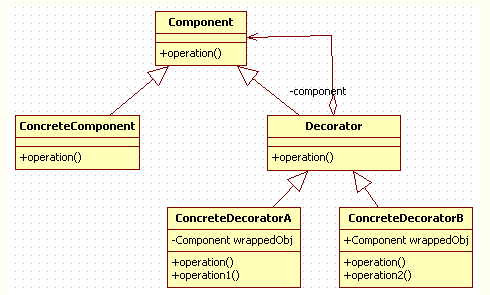 Component
+operation()
-component
ConcreteComponent
+operation()
Decorator
+operation()
ConcreteDecoratorA
-Component wrappedObj
+operation()
+operation1()
ConcreteDecoratorB
+Component wrappedObj
+operation()
+operation2()